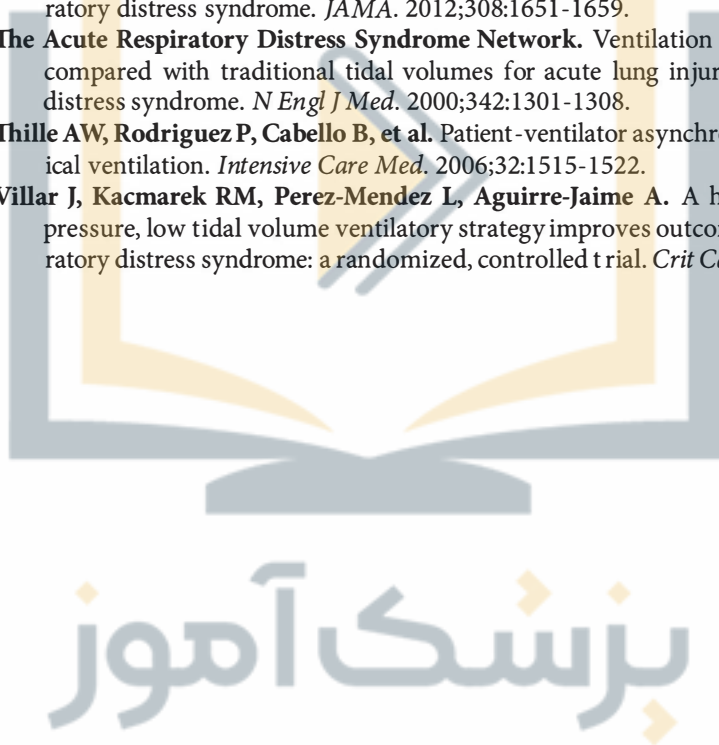 ratory distress syndrome. JAMA. 2012;308:1651-1659.
The Acute Respiratory Distress Syndrome Network. Ventilation
compared with traditional tidal volumes for acute lung injur
distress syndrome. N Engl J Med. 2000;342:1301-1308.
Thille AW, Rodriguez P, Cabello B, et al. Patient-ventilator asynchr
ical ventilation. Intensive Care Med. 2006;32:1515-1522.
Villar J, Kacmarek RM, Perez-Mendez L, Aguirre-Jaime A. A h
pressure, low tidal volume ventilatory strategy improves outco
ratory distress syndrome: a randomized, controlled t rial. Crit C
پزشک آموز